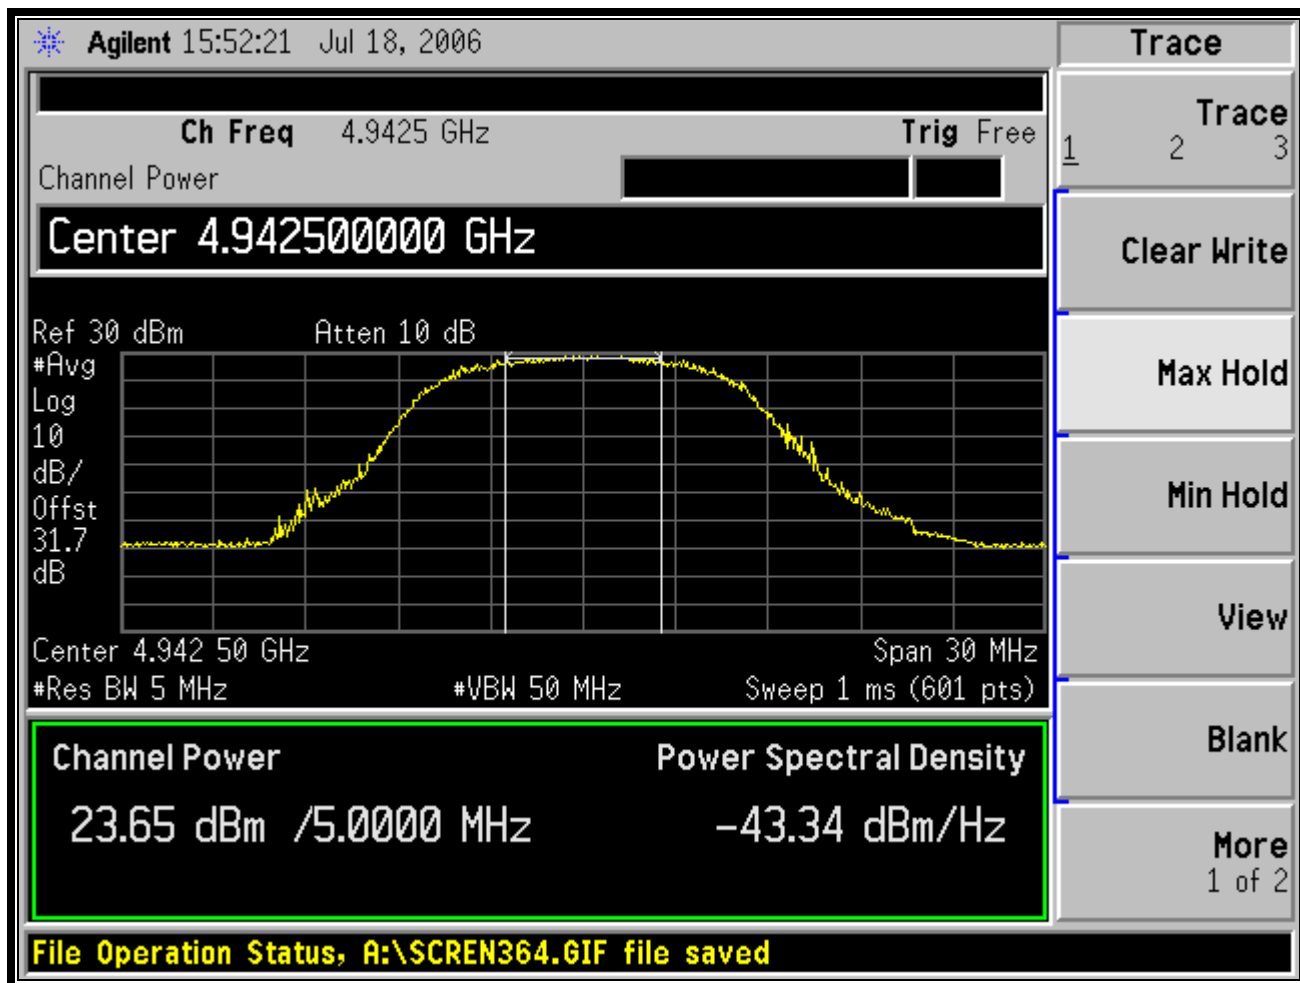 Agilent 15:52:21 Jul 18, 2006
Trace
Ch Freq 4.9425 GHz Trig Free
Channel Power
Trace
1 2 3
Center 4.942500000 GHz
Clear Write
Ref 30 dBm Atten 10 dB
#Avg
Log
10
dB/
Offst
31.7
dB
Max Hold
Min Hold
Center 4.942 50 GHz Span 30 MHz
#Res BW 5 MHz #VBW 50 MHz Sweep 1 ms (601 pts)
View
Channel Power Power Spectral Density
23.65 dBm /5.0000 MHz -43.34 dBm/Hz
Blank
More
1 of 2
File Operation Status, A:\SCREN364.GIF file saved